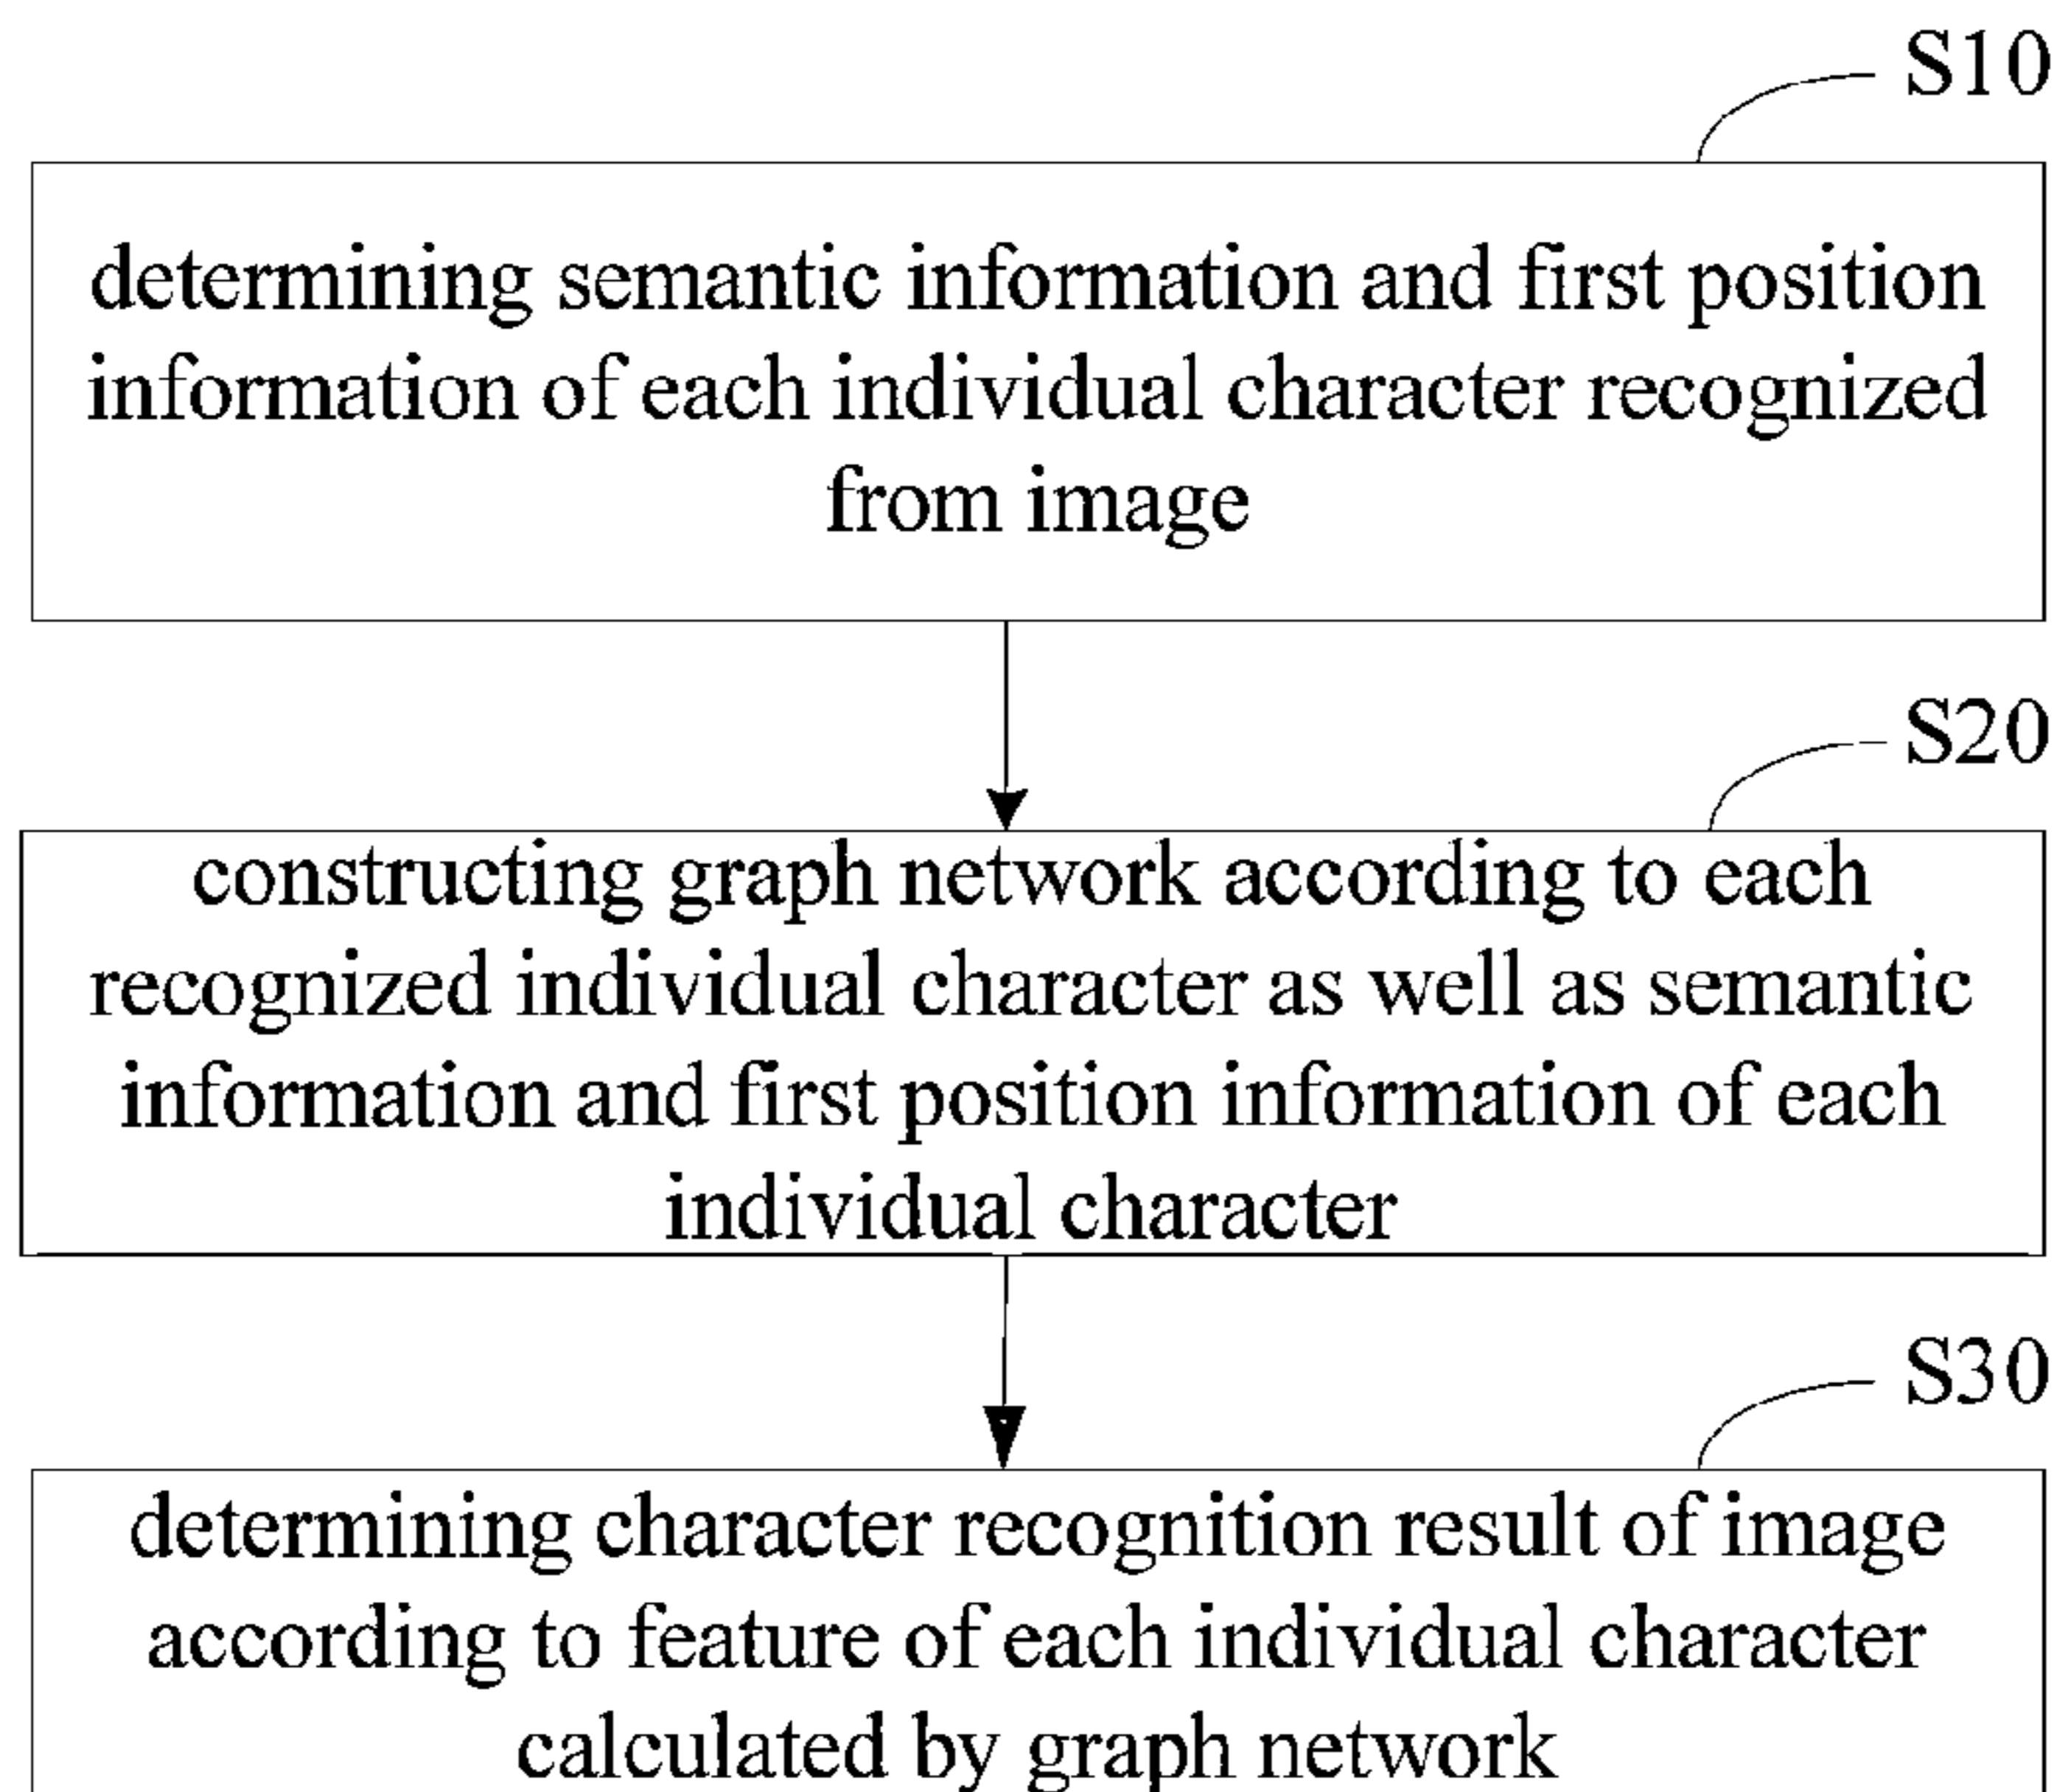 S10
determining semantic information and first position
information of each individual character recognized
from image
S20
constructing graph network according to each
recognized individual character as well as semantic
information and first position information of each
individual character
S30
determining character recognition result of image
according to feature of each individual character
calculated by graph network